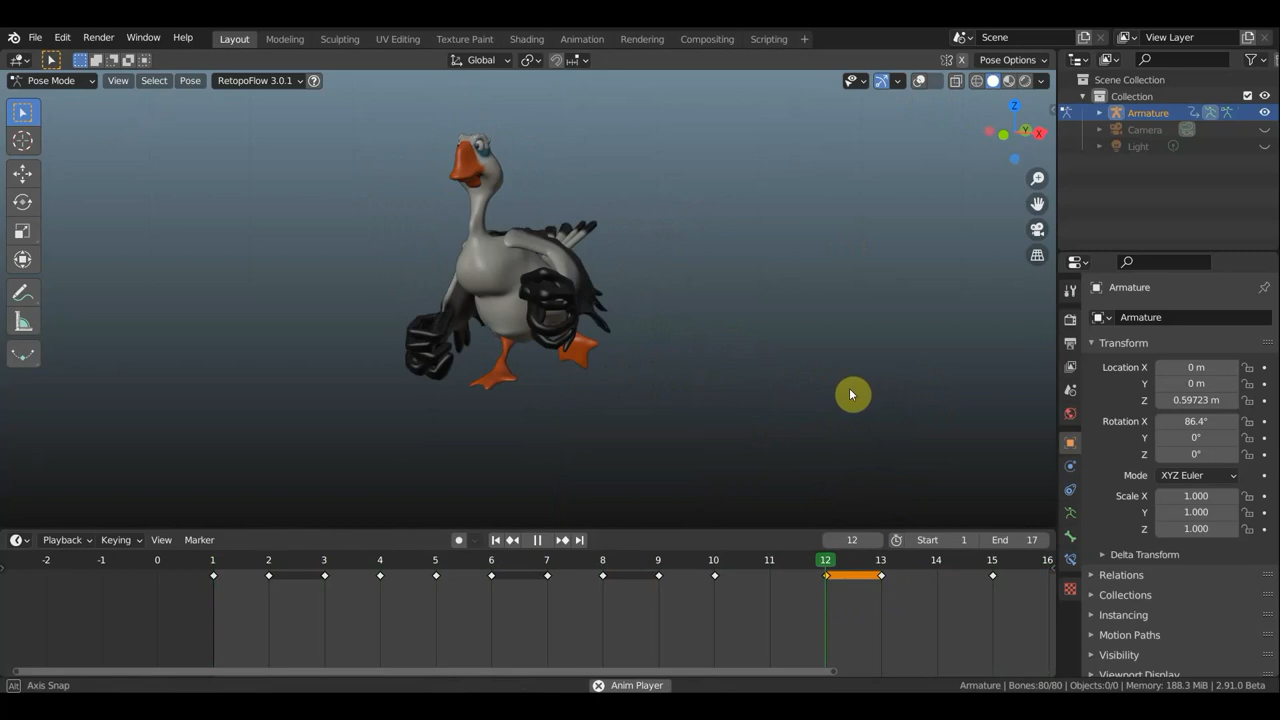 File Edit Render Window Help Layout Modeling Sculpting UV Editing Texture Paint Shading Animation Rendering Compositing Scripting + Scene View Layer
Global Pose Options
Pose Mode View Select Pose RetopoFlow 3.0.1 ?
Scene Collection
Collection
Armature
Camera
Light
Z
Y
X
Armature
Armature
Transform
Location X 0 m
Y 0 m
Z 0.59723 m
Rotation X 86.4°
Y 0°
Z 0°
Mode XYZ Euler
Scale X 1.000
Y 1.000
Z 1.000
Delta Transform
Relations
Collections
Instancing
Motion Paths
Visibility
Viewport Display
Playback Keying View Marker 12 Start 1 End 17
-2 -1 0 1 2 3 4 5 6 7 8 9 10 11 12 13 14 15 16
Alt Axis Snap Anim Player Armature | Bones:80/80 | Objects:0/0 | Memory: 188.3 MiB | 2.91.0 Beta